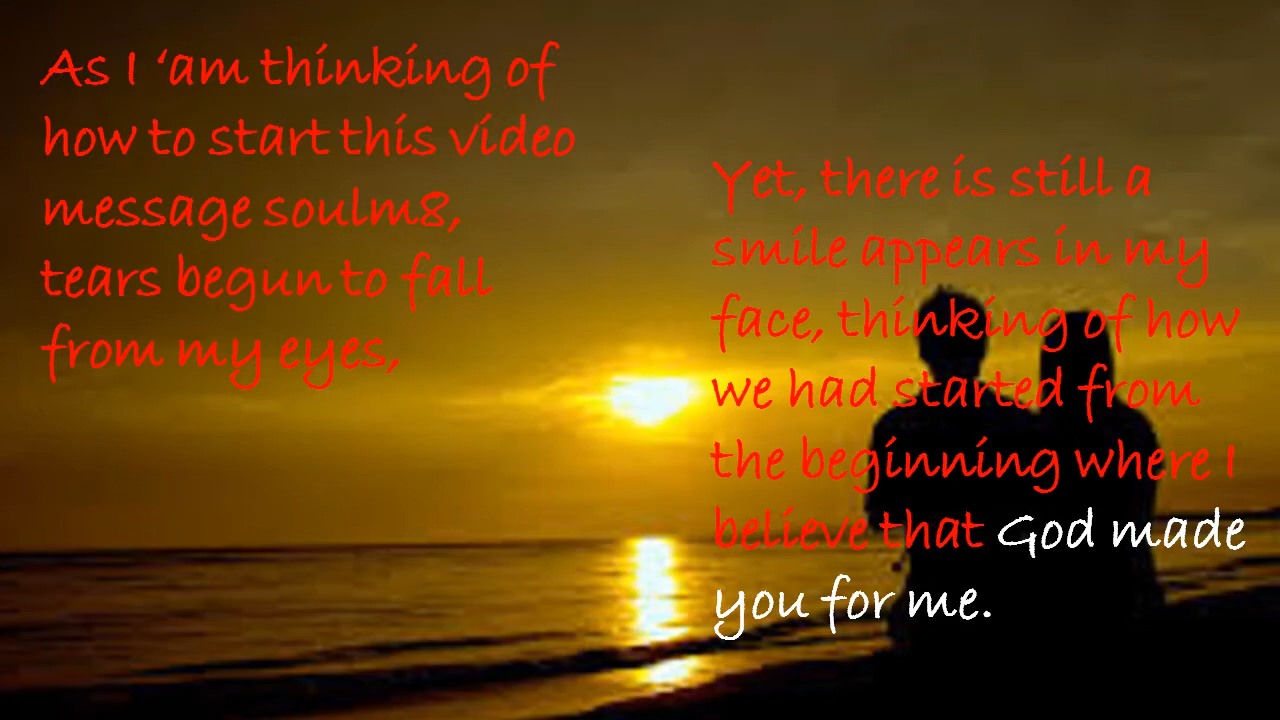 As I ‘am thinking of
how to start this video
message soulm8,
tears begun to fall
from my eyes,
Yet, there is still a
smile appears in my
face, thinking of how
we had started from
the beginning where I
believe that God made
you for me.